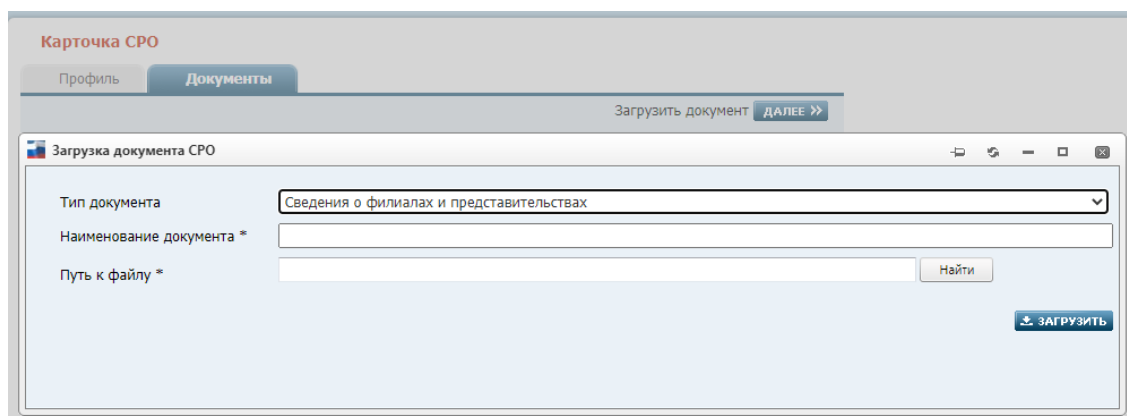 Карточка СРО
Профиль Документы
Загрузить документ ДАЛЕЕ >>
Загрузка документа СРО
Тип документа Сведения о филиалах и представительствах
Наименование документа *
Путь к файлу * Найти
ЗАГРУЗИТЬ